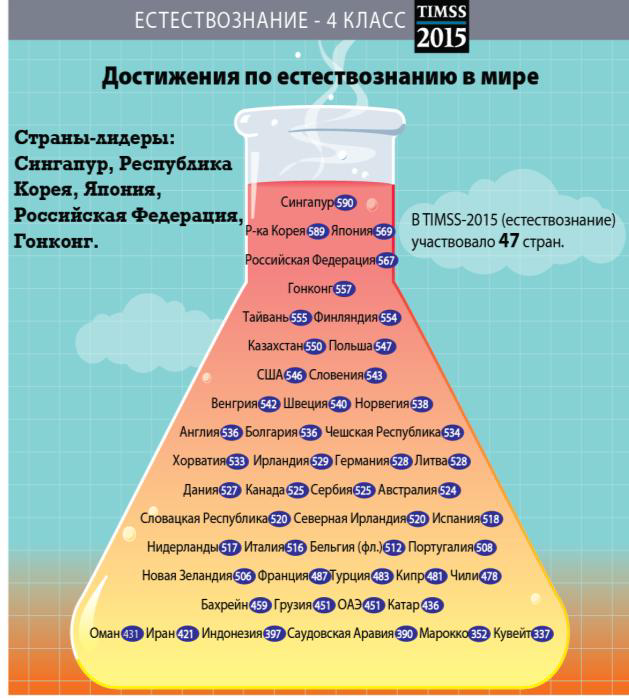 ЕСТЕСТВОЗНАНИЕ - 4 КЛАСС
TIMSS
2015
Достижения по естествознанию в мире
Страны-лидеры:
Сингапур, Республика
Корея, Япония,
Российская Федерация,
Гонконг.
В TIMSS-2015 (естествознание)
участвовало 47 стран.
Сингапур 590
Р-ка Корея 589 Япония 569
Российская Федерация 567
Гонконг 557
Тайвань 555 Финляндия 554
Казахстан 550 Польша 547
США 546 Словения 543
Венгрия 542 Швеция 540 Норвегия 538
Англия 536 Болгария 536 Чешская Республика 534
Хорватия 533 Ирландия 529 Германия 528 Литва 528
Дания 527 Канада 525 Сербия 525 Австралия 524
Словацкая Республика 520 Северная Ирландия 520 Испания 518
Нидерланды 517 Италия 516 Бельгия (фл.) 512 Португалия 508
Новая Зеландия 506 Франция 487 Турция 483 Кипр 481 Чили 478
Бахрейн 459 Грузия 451 ОАЭ 451 Катар 436
Оман 431 Иран 421 Индонезия 397 Саудовская Аравия 390 Марокко 352 Кувейт 337